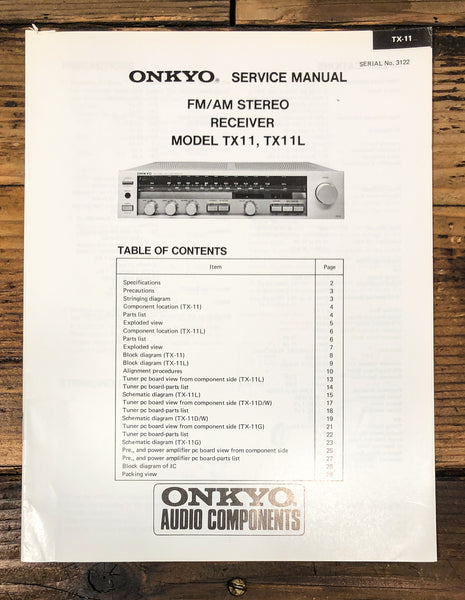 TX-11
SERIAL No. 3122
ONKYO® SERVICE MANUAL
FM/AM STEREO
RECEIVER
MODEL TX11, TX11L
ONKYO
TABLE OF CONTENTS
Item Page
Specifications 2
Precautions 3
Stringing diagram 3
Component location (TX-11) 4
Parts list 4
Exploded view 5
Component location (TX-11L) 6
Parts list 6
Exploded view 7
Block diagram (TX-11) 8
Block diagram (TX-11L) 9
Alignment procedures 10
Tuner pc board view from component side (TX-11L) 13
Tuner pc board-parts list 14
Schematic diagram (TX-11L) 15
Tuner pc board view from component side (TX-11D/W) 17
Tuner pc board-parts list 18
Schematic diagram (TX-11D/W) 19
Tuner pc board view from component side (TX-11G) 21
Tuner pc board-parts list 22
Schematic diagram (TX-11G) 23
Pre., and power amplifier pc board view from component side 25
Pre., and power amplifier pc board-parts list 27
Block diagram of IC
Packing view
ONKYO®
AUDIO COMPONENTS